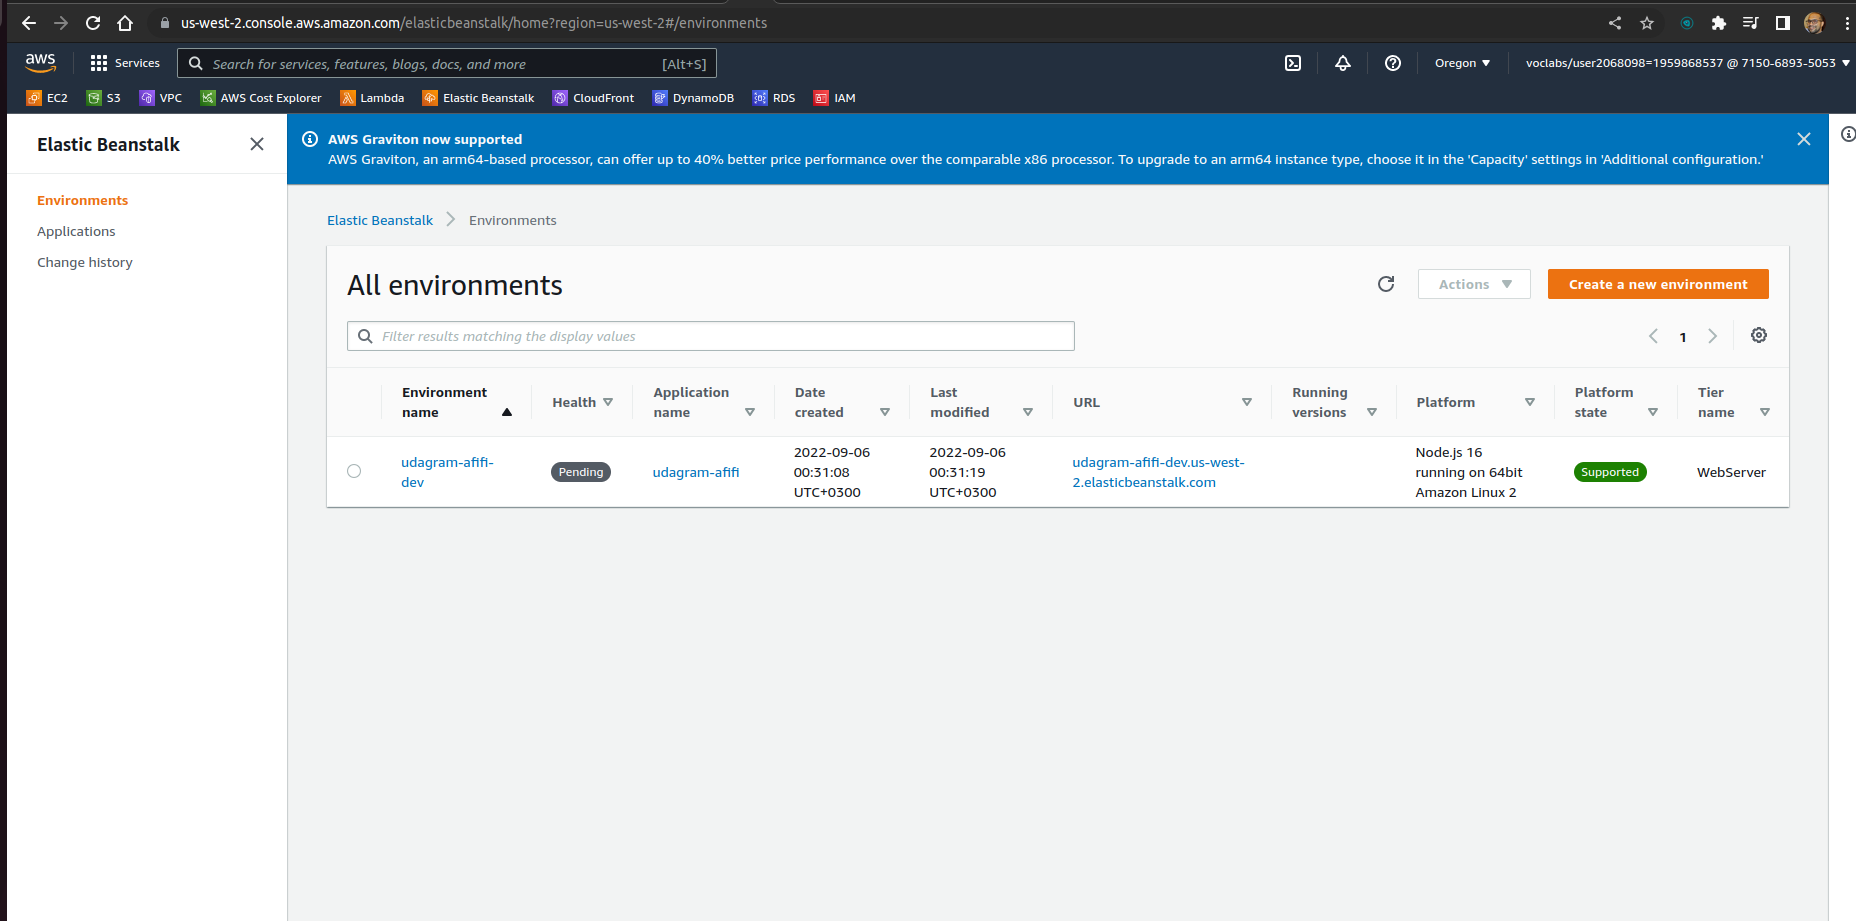 us-west-2.console.aws.amazon.com/elasticbeanstalk/home?region=us-west-2#/environments
aws
Services
Search for services, features, blogs, docs, and more
[Alt+S]
Oregon
voclabs/user2068098=1959868537 @ 7150-6893-5053
EC2
S3
VPC
AWS Cost Explorer
Lambda
Elastic Beanstalk
CloudFront
DynamoDB
RDS
IAM
Elastic Beanstalk
Environments
Applications
Change history
AWS Graviton now supported
AWS Graviton, an arm64-based processor, can offer up to 40% better price performance over the comparable x86 processor. To upgrade to an arm64 instance type, choose it in the 'Capacity' settings in 'Additional configuration.'
Elastic Beanstalk
Environments
All environments
Actions
Create a new environment
Filter results matching the display values
1
Environment
name
Health
Application
name
Date
created
Last
modified
URL
Running
versions
Platform
Platform
state
Tier
name
udagram-afifi-
dev
Pending
udagram-afifi
2022-09-06
00:31:08
UTC+0300
2022-09-06
00:31:19
UTC+0300
udagram-afifi-dev.us-west-
2.elasticbeanstalk.com
Node.js 16
running on 64bit
Amazon Linux 2
Supported
WebServer